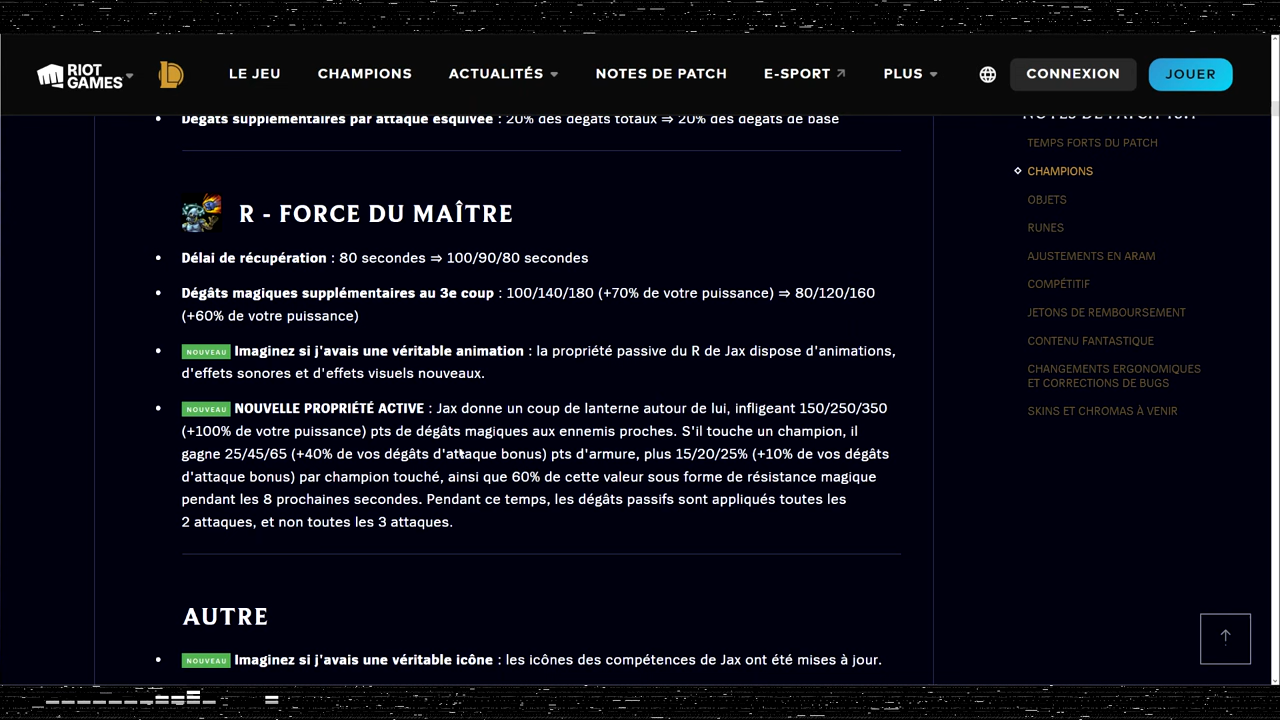 RIOT GAMES
LE JEU
CHAMPIONS
ACTUALITÉS
NOTES DE PATCH
E-SPORT
PLUS
CONNEXION
JOUER
• Dégâts supplémentaires par attaque esquivée : 20% des dégâts totaux ⇒ 20% des dégâts de base
R - FORCE DU MAÎTRE
• Délai de récupération : 80 secondes ⇒ 100/90/80 secondes
• Dégâts magiques supplémentaires au 3e coup : 100/140/180 (+70% de votre puissance) ⇒ 80/120/160
(+60% de votre puissance)
• NOUVEAU Imaginez si j'avais une véritable animation : la propriété passive du R de Jax dispose d'animations,
d'effets sonores et d'effets visuels nouveaux.
• NOUVEAU NOUVELLE PROPRIÉTÉ ACTIVE : Jax donne un coup de lanterne autour de lui, infligeant 150/250/350
(+100% de votre puissance) pts de dégâts magiques aux ennemis proches. S'il touche un champion, il
gagne 25/45/65 (+40% de vos dégâts d'attaque bonus) pts d'armure, plus 15/20/25% (+10% de vos dégâts
d'attaque bonus) par champion touché, ainsi que 60% de cette valeur sous forme de résistance magique
pendant les 8 prochaines secondes. Pendant ce temps, les dégâts passifs sont appliqués toutes les
2 attaques, et non toutes les 3 attaques.
AUTRE
• NOUVEAU Imaginez si j'avais une véritable icône : les icônes des compétences de Jax ont été mises à jour.
TEMPS FORTS DU PATCH
CHAMPIONS
OBJETS
RUNES
AJUSTEMENTS EN ARAM
COMPÉTITIF
JETONS DE REMBOURSEMENT
CONTENU FANTASTIQUE
CHANGEMENTS ERGONOMIQUES
ET CORRECTIONS DE BUGS
SKINS ET CHROMAS À VENIR